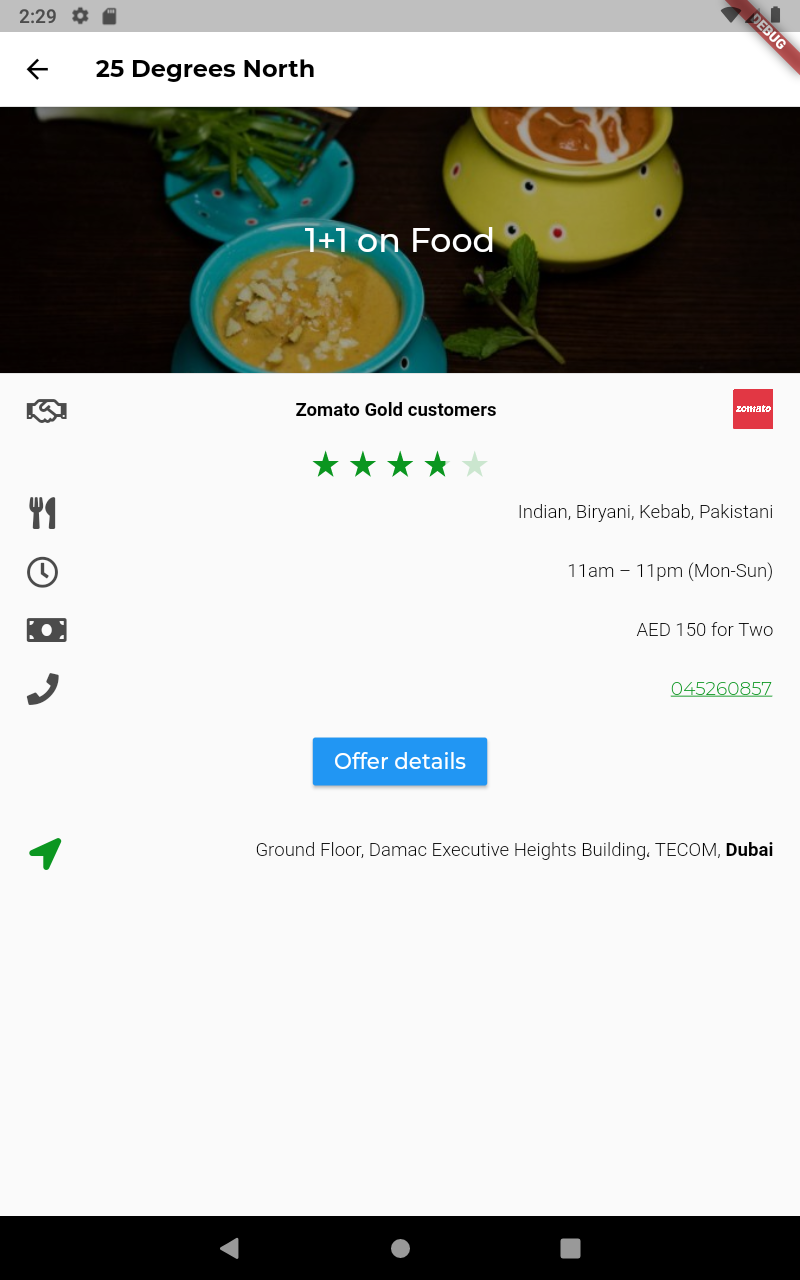 2:29
DEBUG
25 Degrees North
1+1 on Food
Zomato Gold customers
zomato
Indian, Biryani, Kebab, Pakistani
11am – 11pm (Mon-Sun)
AED 150 for Two
045260857
Offer details
Ground Floor, Damac Executive Heights Building, TECOM, Dubai